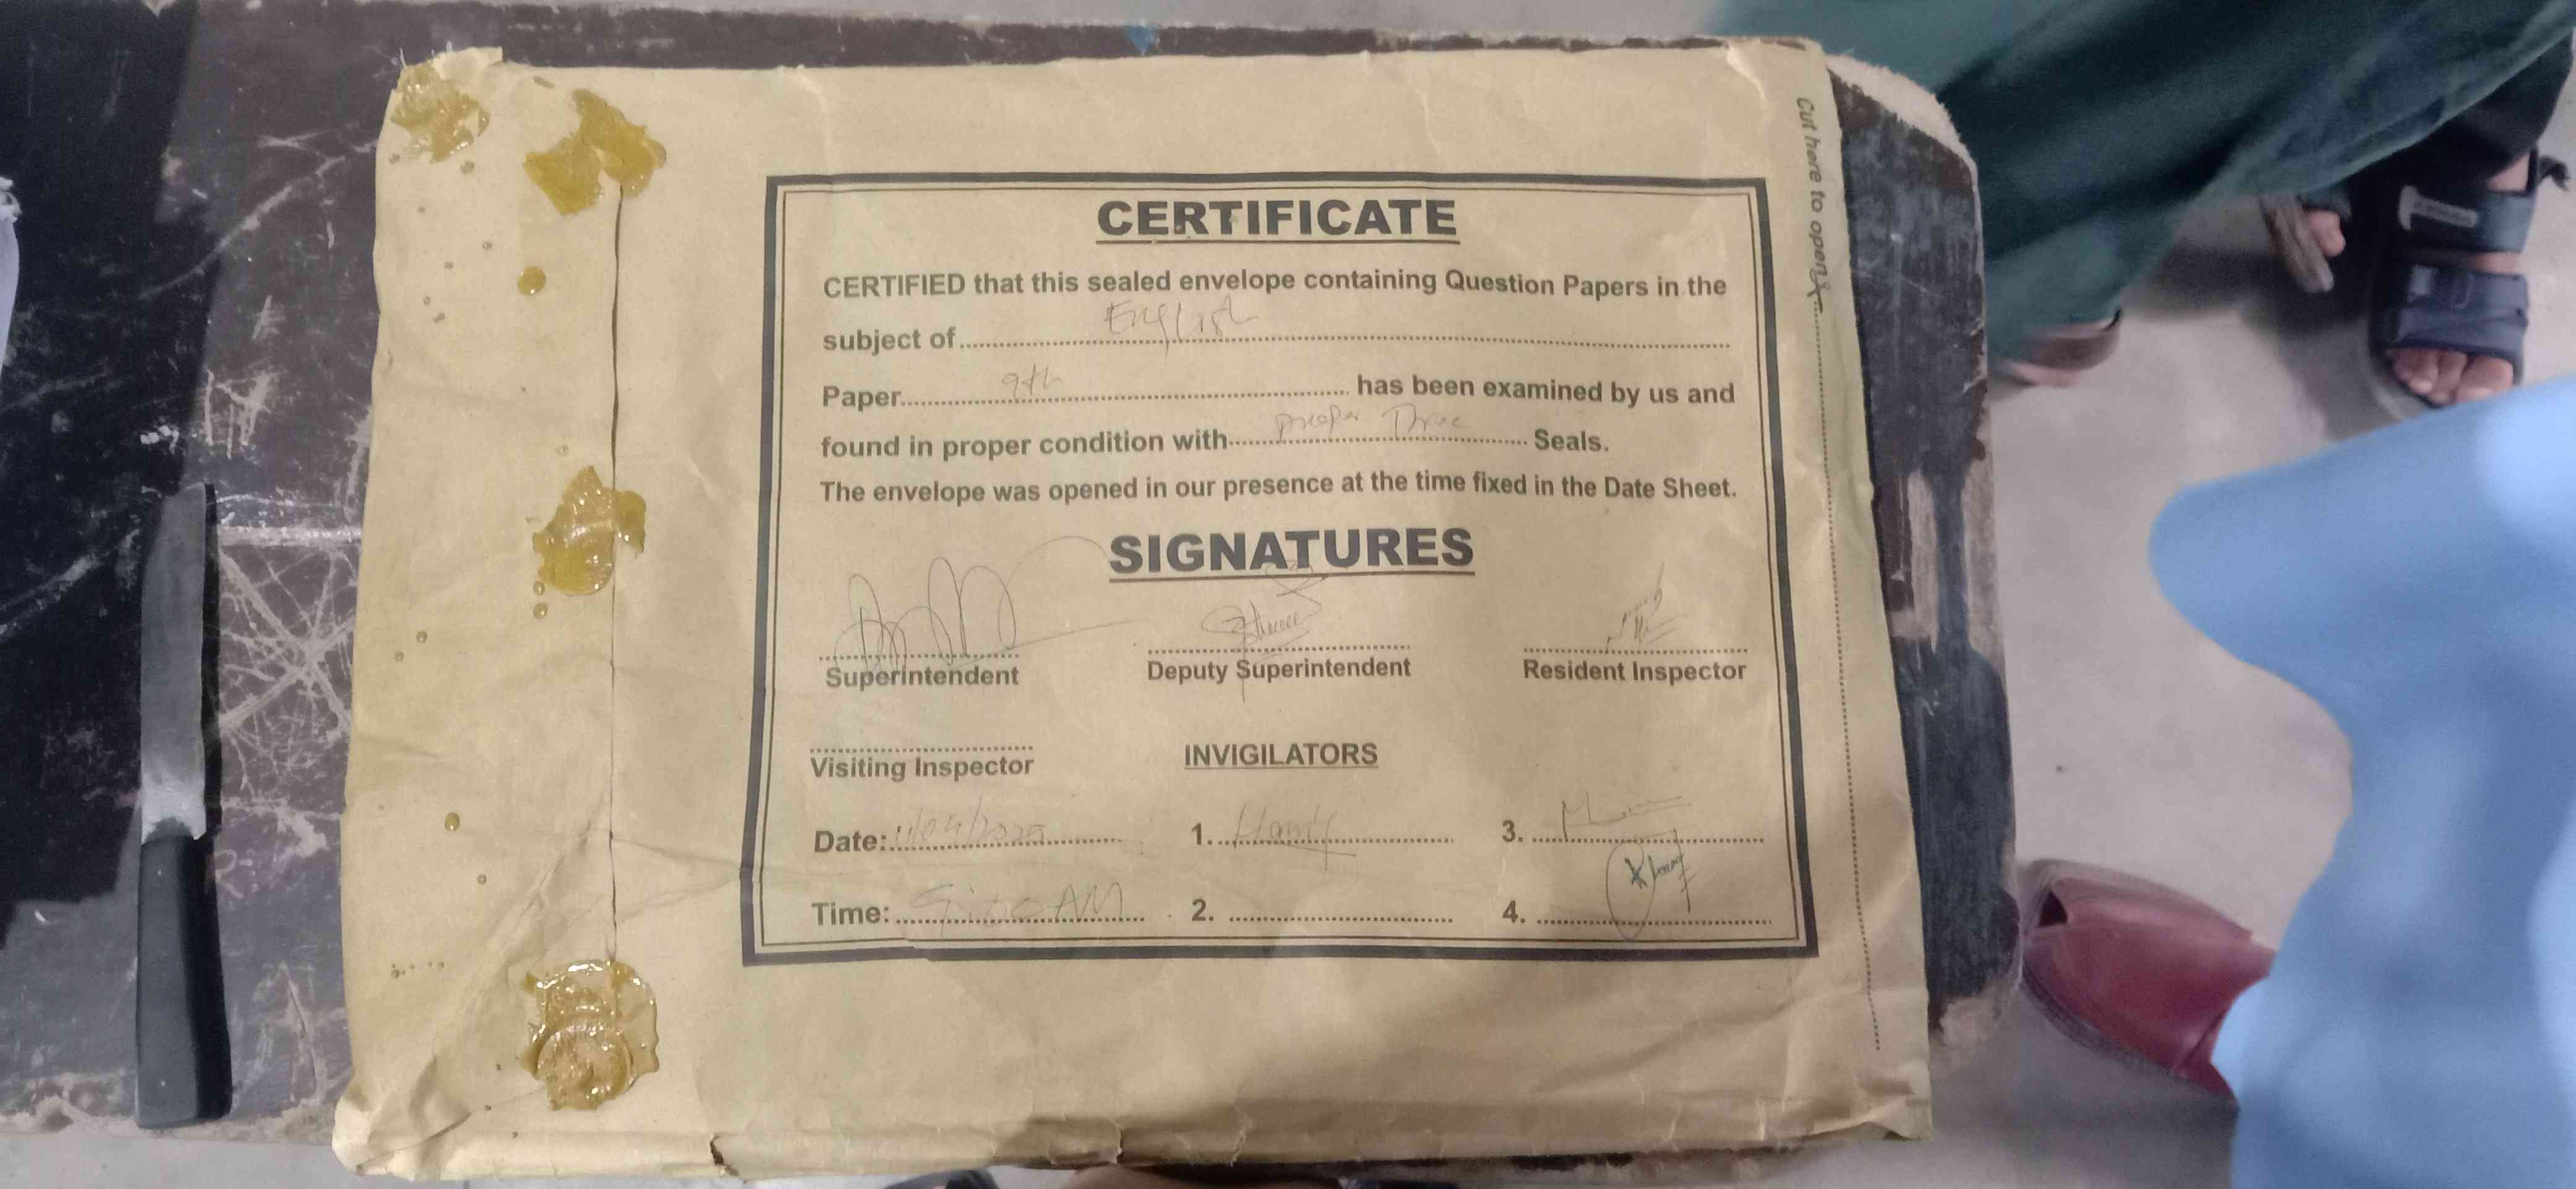 Cut here to open
CERTIFICATE
CERTIFIED that this sealed envelope containing Question Papers in the
subject of English
Paper 9th has been examined by us and
found in proper condition with proper Three Seals.
The envelope was opened in our presence at the time fixed in the Date Sheet.
SIGNATURES
Superintendent Deputy Superintendent Resident Inspector
Visiting Inspector INVIGILATORS
Date: 1. 3.
Time: AM 2. 4.